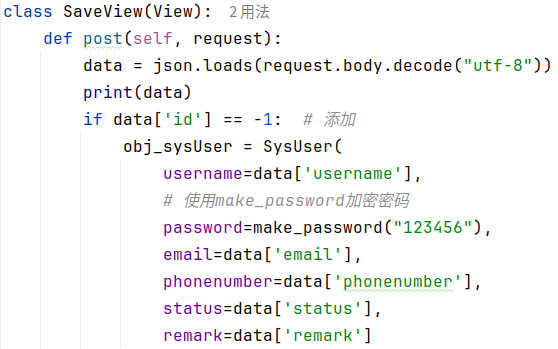 class SaveView(View): 2用法
def post(self, request):
data = json.loads(request.body.decode("utf-8"))
print(data)
if data['id'] == -1: # 添加
obj_sysUser = SysUser(
username=data['username'],
# 使用make_password加密密码
password=make_password("123456"),
email=data['email'],
phonenumber=data['phonenumber'],
status=data['status'],
remark=data['remark']